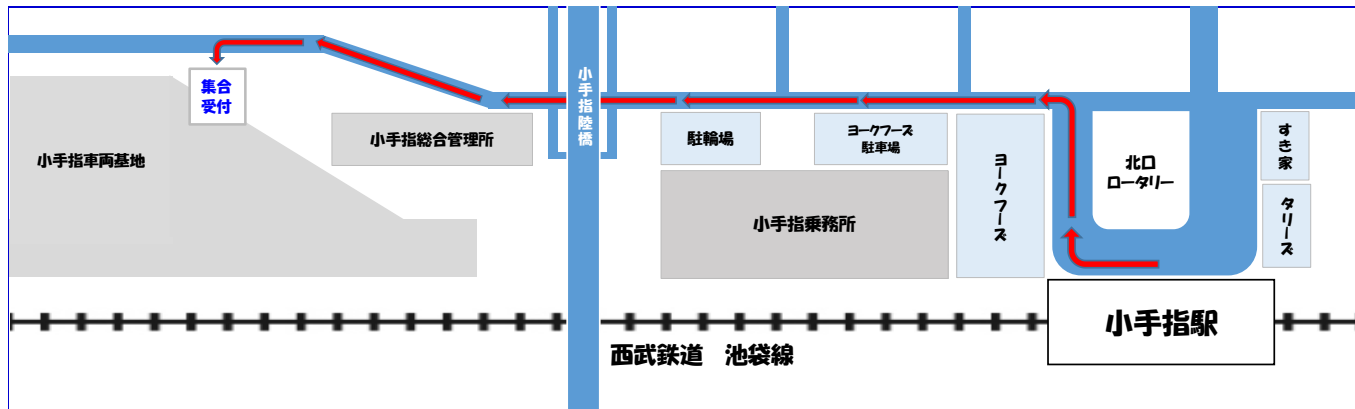 集合
受付
小手指車両基地
小手指総合管理所
小手指陸橋
駐輪場
ヨークフーズ
駐車場
小手指乗務所
ヨークフーズ
北口
ロータリー
すき家
タリーズ
小手指駅
西武鉄道　池袋線